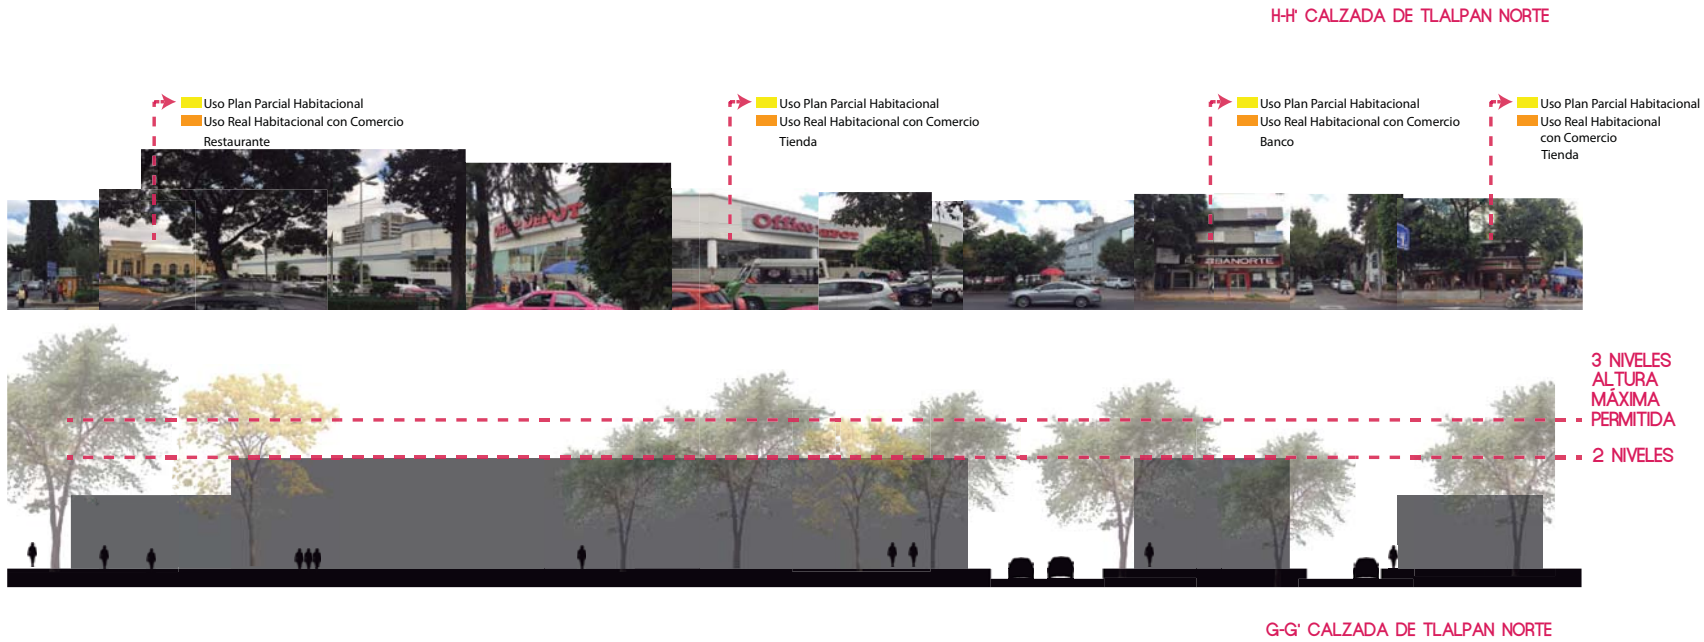 H-H' CALZADA DE TLALPAN NORTE
Uso Plan Parcial Habitacional
Uso Real Habitacional con Comercio
Restaurante
Uso Plan Parcial Habitacional
Uso Real Habitacional con Comercio
Tienda
Uso Plan Parcial Habitacional
Uso Real Habitacional con Comercio
Banco
Uso Plan Parcial Habitacional
Uso Real Habitacional
con Comercio
Tienda
DEPOT
Office DEPOT
BANORTE
3 NIVELES
ALTURA
MÁXIMA
PERMITIDA
2 NIVELES
G-G' CALZADA DE TLALPAN NORTE